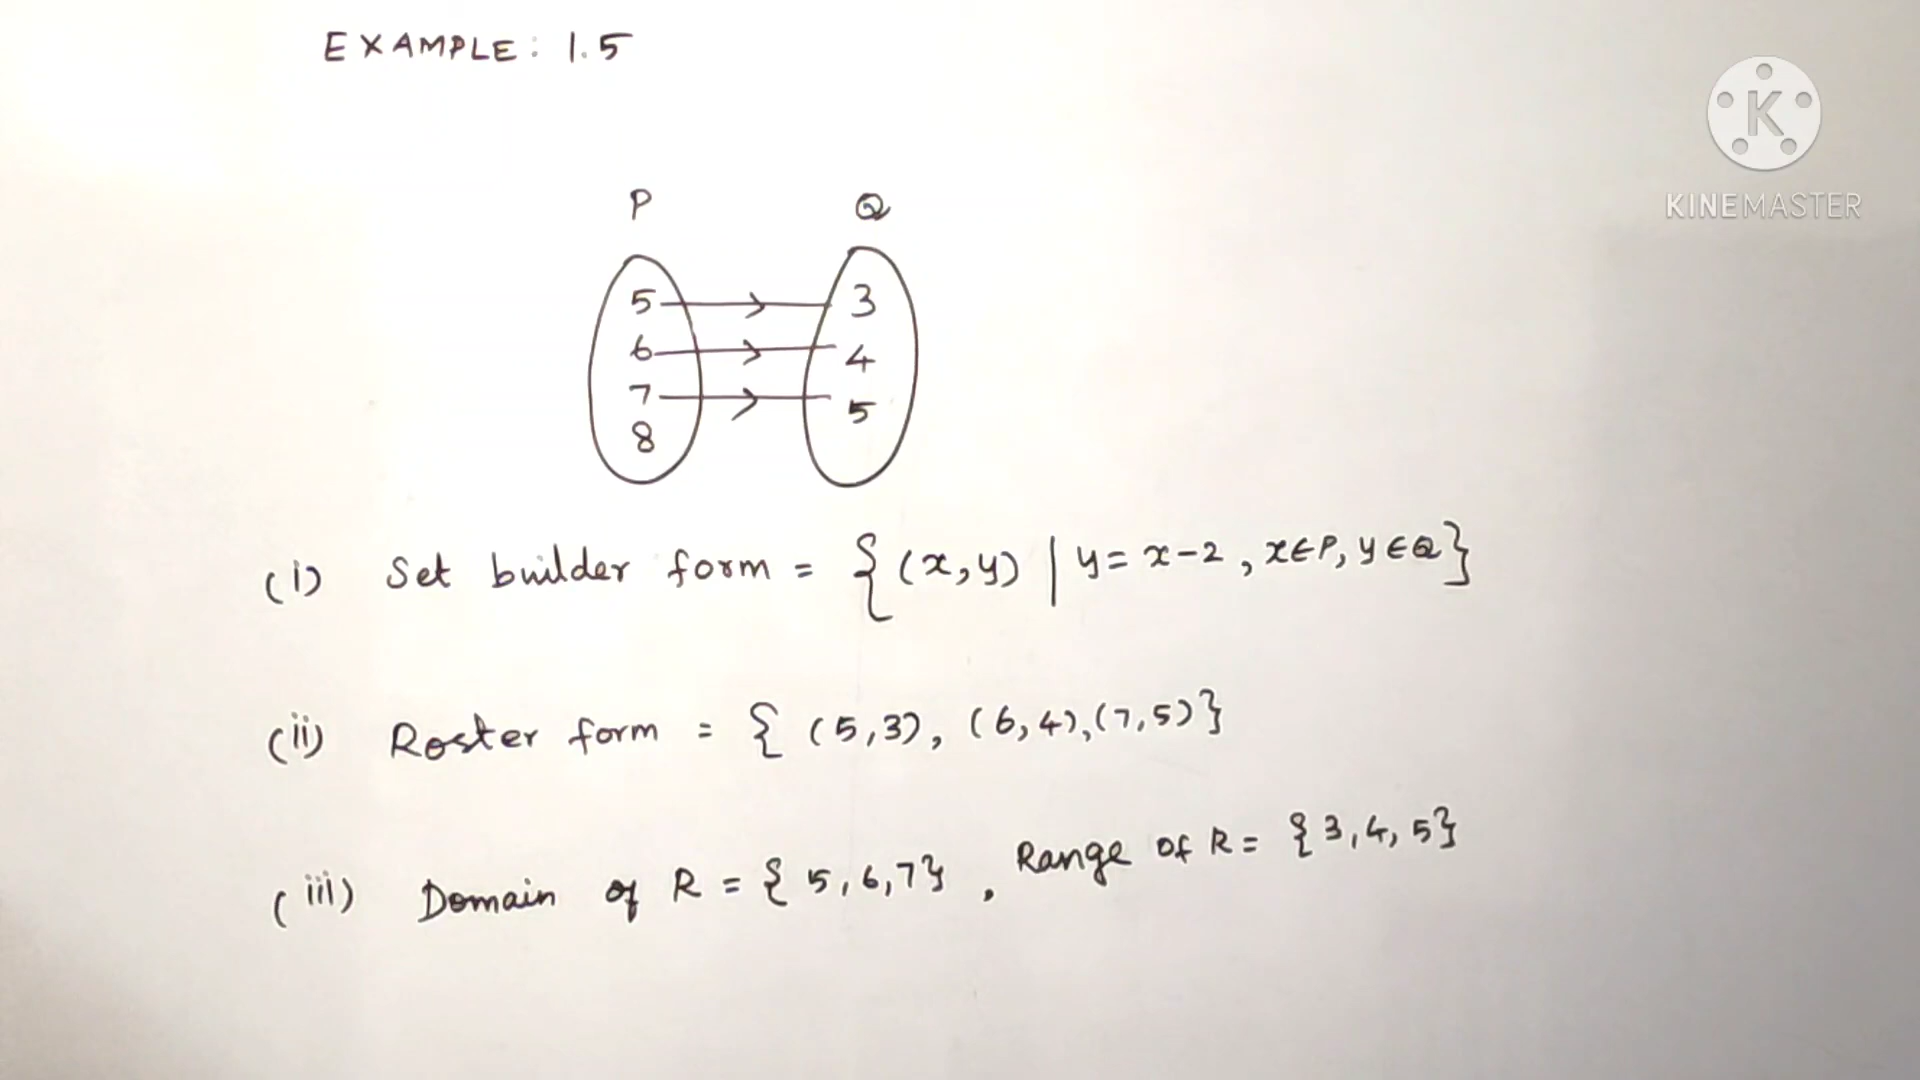 EXAMPLE: 1.5
K
KINEMASTER
P Q
5 3
6 4
7 5
8
(i) Set builder form = {(x,y) | y = x-2, x∈P, y∈Q}
(ii) Roster form = { (5,3), (6,4),(7,5)}
(iii) Domain of R = { 5,6,7} , Range of R = {3,4,5}